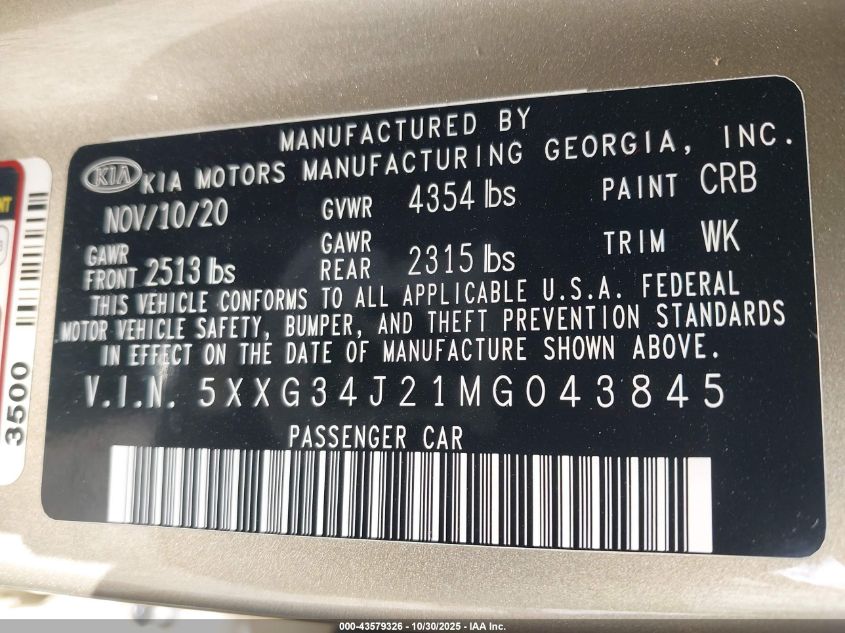 MANUFACTURED BY
KIA KIA MOTORS MANUFACTURING GEORGIA, INC.
NOV/10/20 GVWR 4354 lbs PAINT CRB
GAWR FRONT 2513 lbs GAWR REAR 2315 lbs TRIM WK
THIS VEHICLE CONFORMS TO ALL APPLICABLE U.S.A. FEDERAL
MOTOR VEHICLE SAFETY, BUMPER, AND THEFT PREVENTION STANDARDS
IN EFFECT ON THE DATE OF MANUFACTURE SHOWN ABOVE.
V.I.N. 5XXG34J21MG043845
PASSENGER CAR
3500
000-43579326 - 10/30/2025 - IAA Inc.